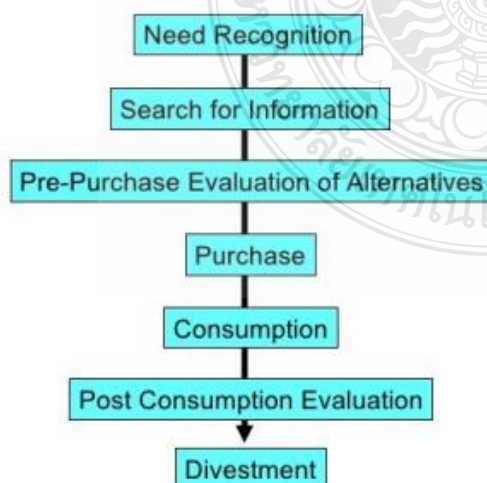 Need Recognition
Search for Information
Pre-Purchase Evaluation of Alternatives
Purchase
Consumption
Post Consumption Evaluation
Divestment